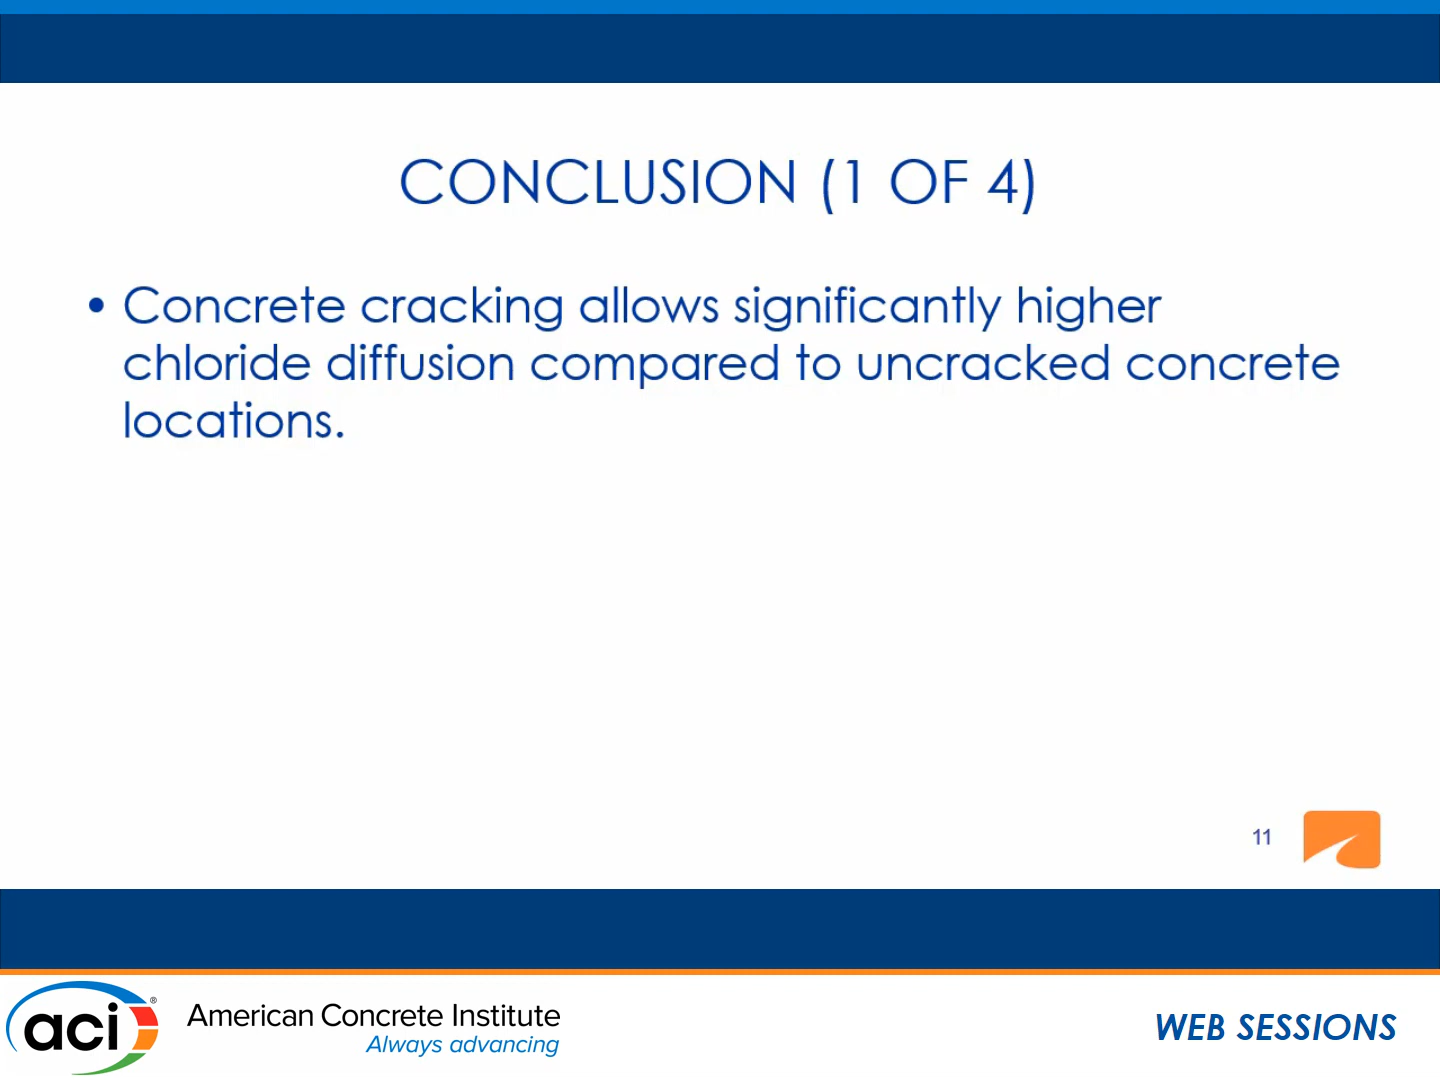 CONCLUSION (1 OF 4)
• Concrete cracking allows significantly higher
chloride diffusion compared to uncracked concrete
locations.
11
aci®
American Concrete Institute
Always advancing
WEB SESSIONS